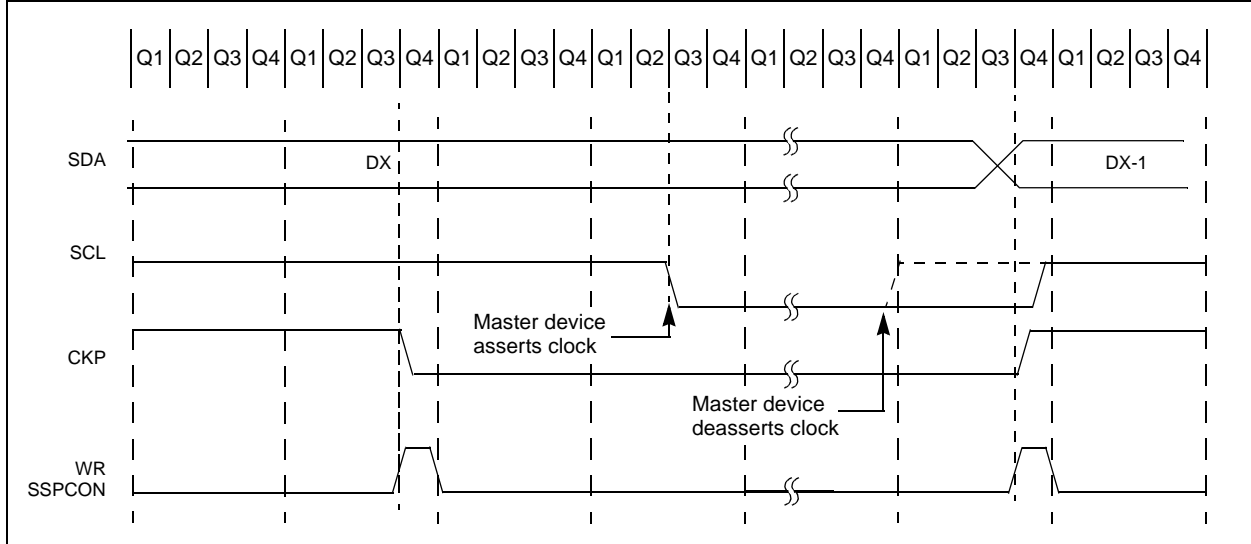 Q1 Q2 Q3 Q4 Q1 Q2 Q3 Q4 Q1 Q2 Q3 Q4 Q1 Q2 Q3 Q4 Q1 Q2 Q3 Q4 Q1 Q2 Q3 Q4 Q1 Q2 Q3 Q4
SDA
DX
DX-1
SCL
Master device
asserts clock
CKP
Master device
deasserts clock
WR
SSPCON